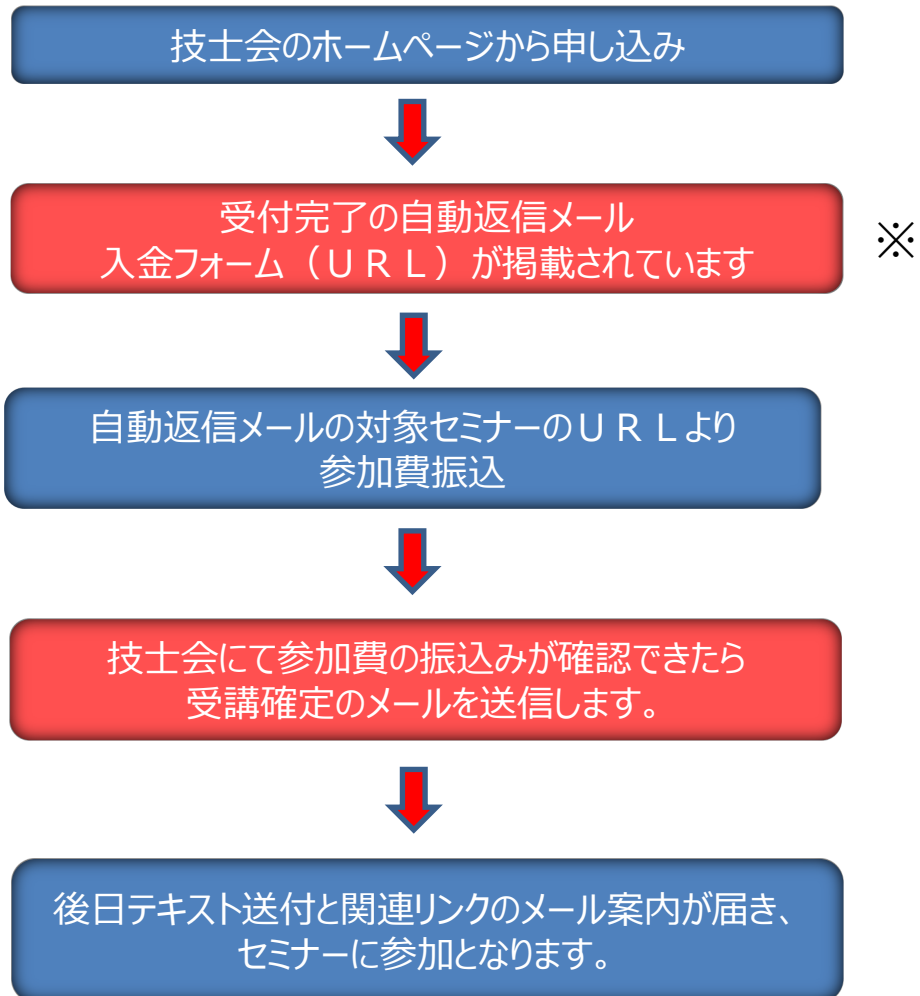 技士会のホームページから申し込み
受付完了の自動返信メール
入金フォーム（ＵＲＬ）が掲載されています
※
自動返信メールの対象セミナーのＵＲＬより
参加費振込
技士会にて参加費の振込みが確認できたら
受講確定のメールを送信します。
後日テキスト送付と関連リンクのメール案内が届き、
セミナーに参加となります。